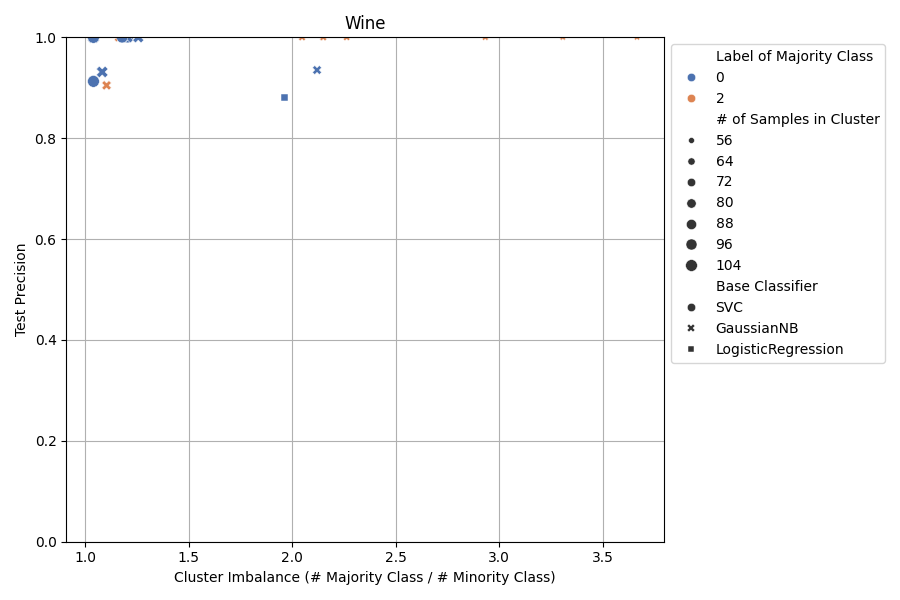 Wine
1.0
0.8
0.6
0.4
0.2
0.0
Test Precision
1.0
1.5
2.0
2.5
3.0
3.5
Cluster Imbalance (# Majority Class / # Minority Class)
Label of Majority Class
0
2
# of Samples in Cluster
56
64
72
80
88
96
104
Base Classifier
SVC
GaussianNB
LogisticRegression